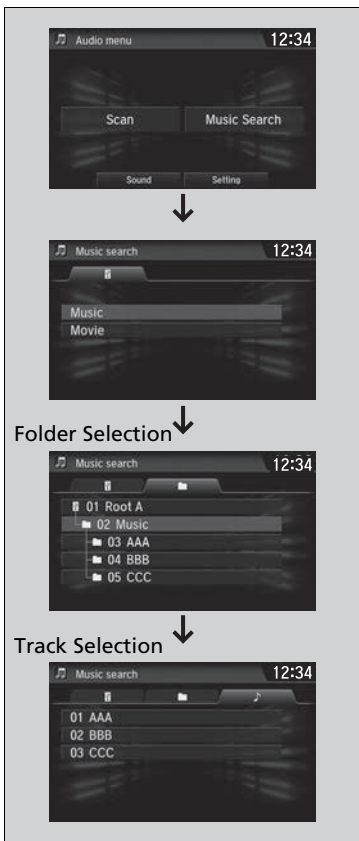 Audio menu 12:34
Scan Music Search
Sound Setting
Music search 12:34
Music
Movie
Folder Selection
Music search 12:34
01 Root A
02 Music
03 AAA
04 BBB
05 CCC
Track Selection
Music search 12:34
01 AAA
02 BBB
03 CCC